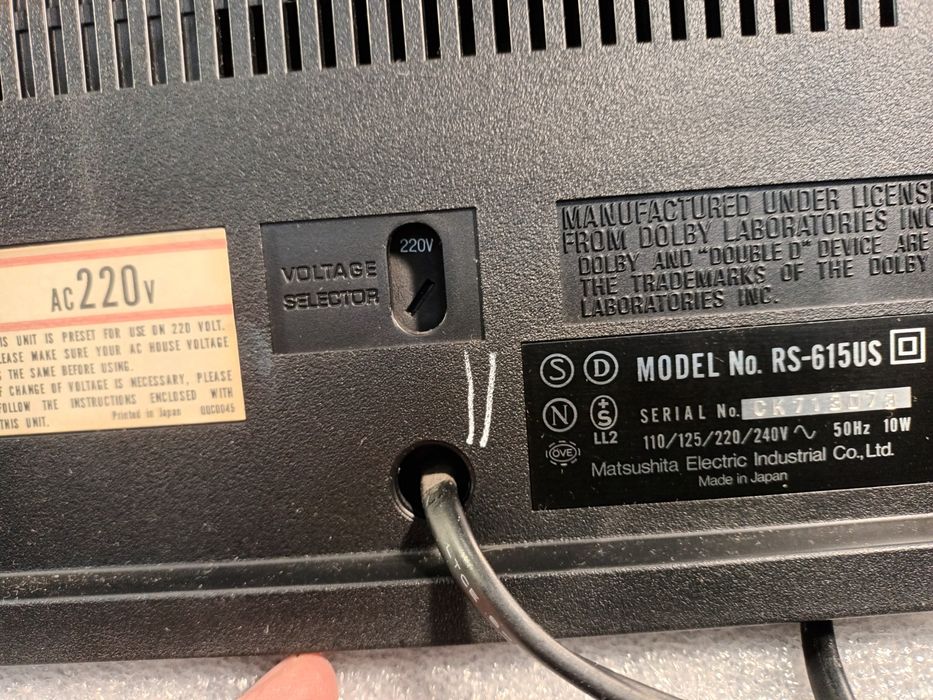 AC 220V
IS UNIT IS PRESET FOR USE ON 220 VOLT.
LEASE MAKE SURE YOUR AC HOUSE VOLTAGE
S THE SAME BEFORE USING.
F CHANGE OF VOLTAGE IS NECESSARY, PLEASE
FOLLOW THE INSTRUCTIONS ENCLOSED WITH
THIS UNIT.
Printed in Japan QQC0045
VOLTAGE
SELECTOR
220V
MANUFACTURED UNDER LICENSE
FROM DOLBY LABORATORIES INC
DOLBY AND "DOUBLE D" DEVICE ARE
THE TRADEMARKS OF THE DOLBY
LABORATORIES INC.
S D
N +S
LL2
ÖVE
MODEL No. RS-615US
SERIAL No.
110/125/220/240V ~ 50Hz 10W
Matsushita Electric Industrial Co., Ltd.
Made in Japan